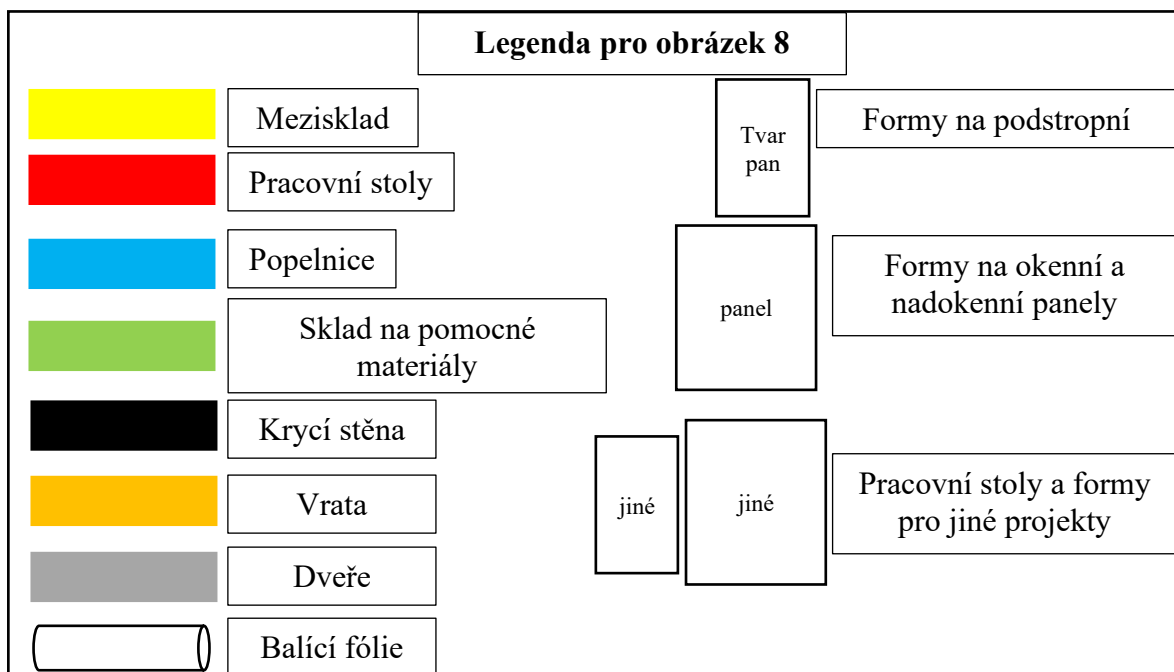 Legenda pro obrázek 8
Mezisklad
Pracovní stoly
Popelnice
Sklad na pomocné
materiály
Krycí stěna
Vrata
Dveře
Balící fólie
Tvar
pan
Formy na podstropní
panel
Formy na okenní a
nadokenní panely
jiné
jiné
Pracovní stoly a formy
pro jiné projekty